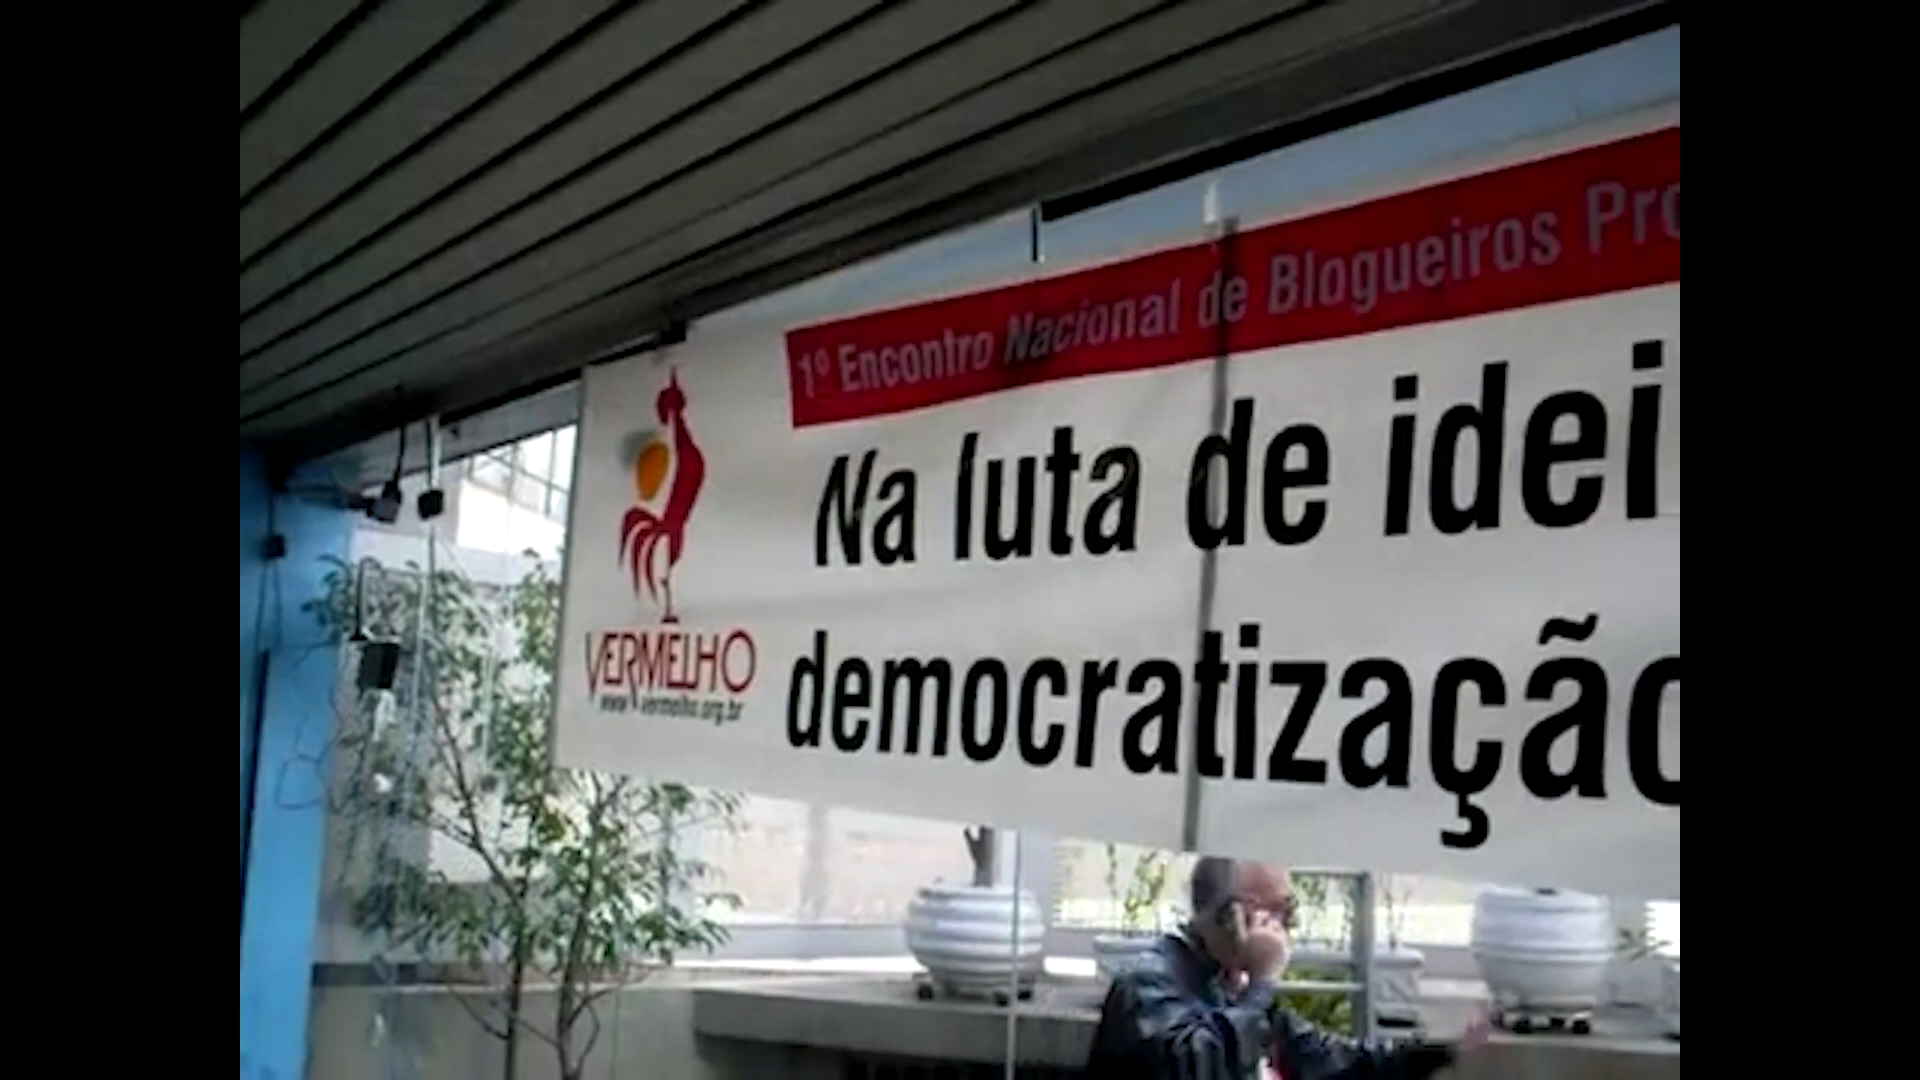 1º Encontro Nacional de Blogueiros Pro
Na luta de idei
democratização
VERMELHO
www.vermelho.org.br